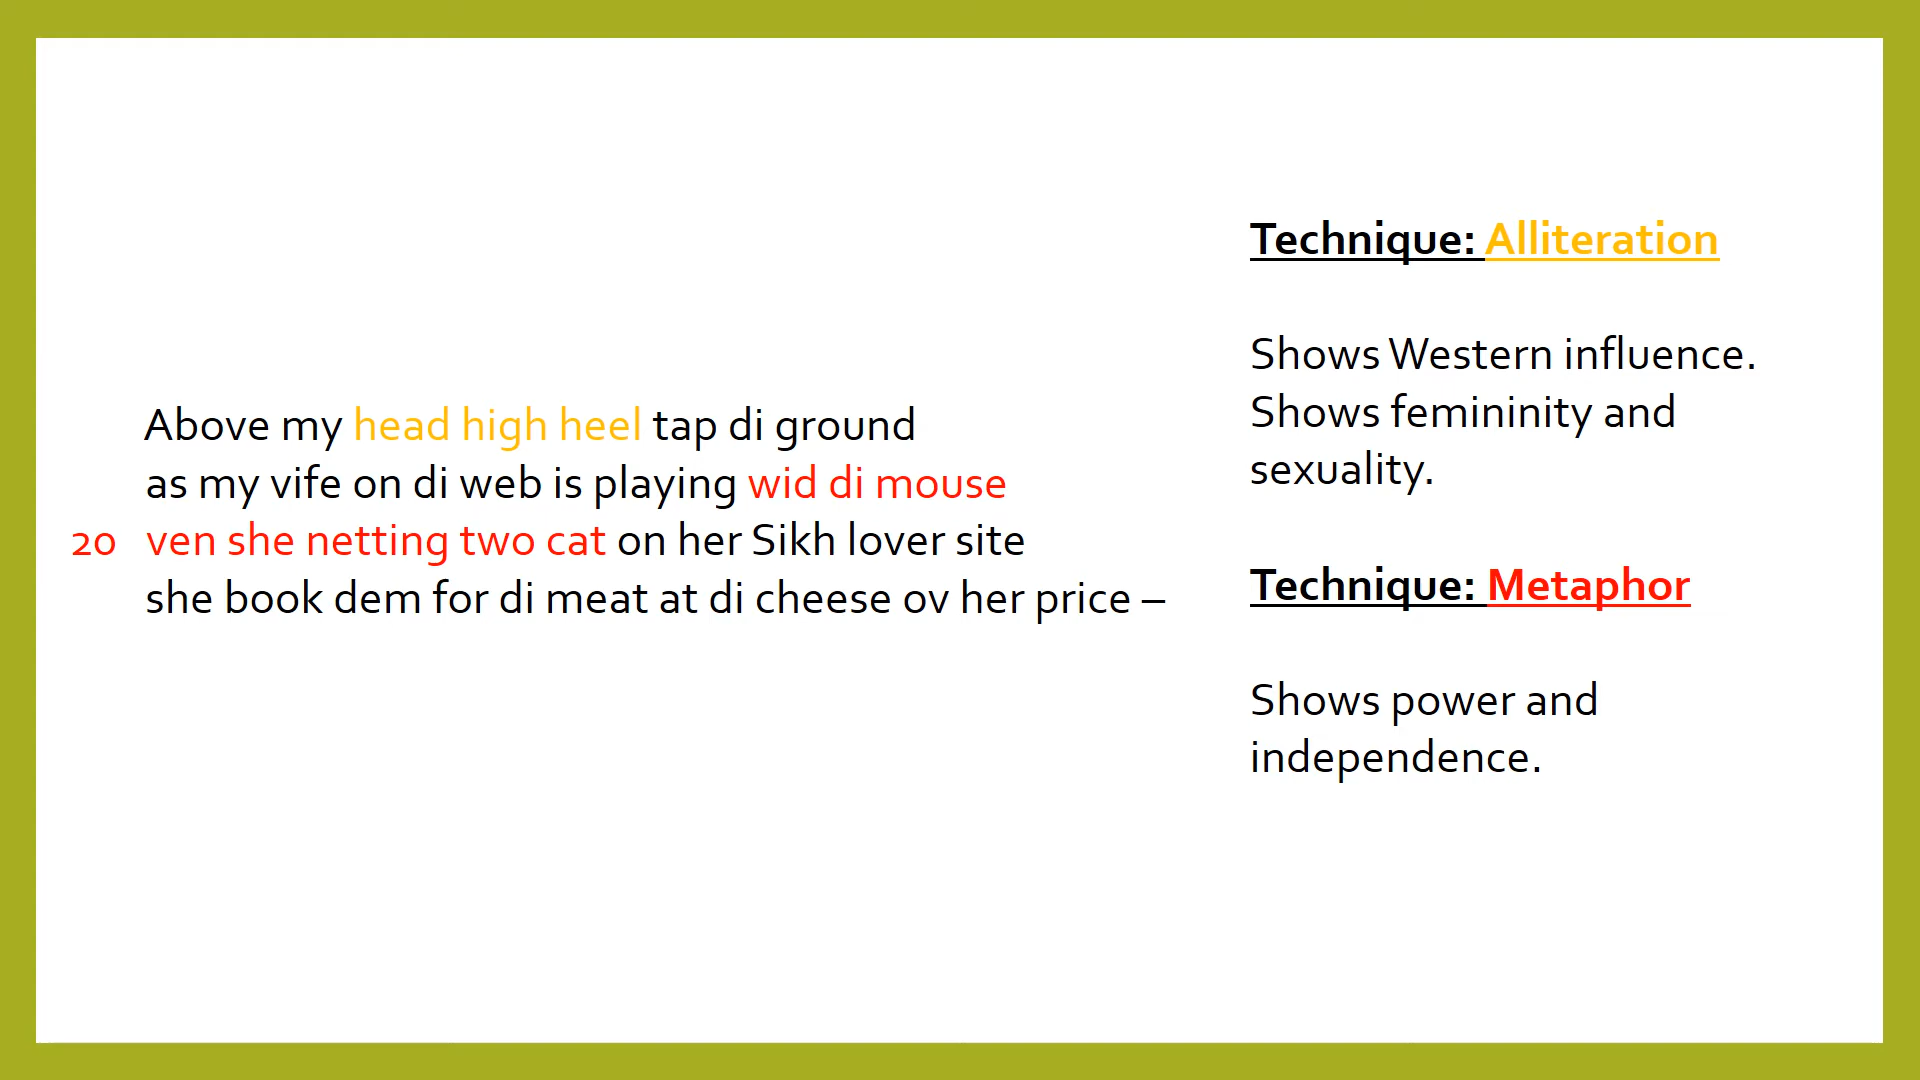 Above my head high heel tap di ground
as my vife on di web is playing wid di mouse
20 ven she netting two cat on her Sikh lover site
she book dem for di meat at di cheese ov her price –
Technique: Alliteration
Shows Western influence.
Shows femininity and
sexuality.
Technique: Metaphor
Shows power and
independence.